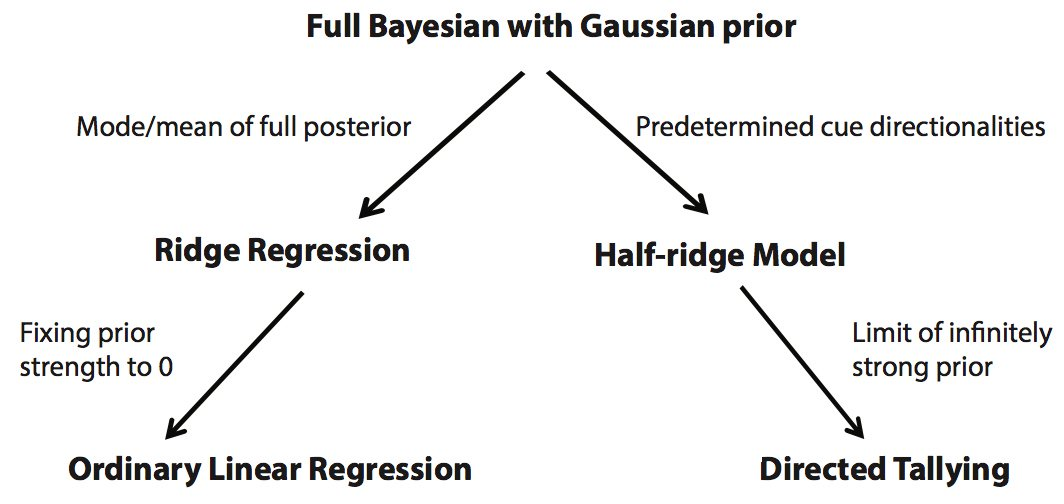 Full Bayesian with Gaussian prior
Mode/mean of full posterior
Predetermined cue directionalities
Ridge Regression
Half-ridge Model
Fixing prior
strength to 0
Limit of infinitely
strong prior
Ordinary Linear Regression
Directed Tallying